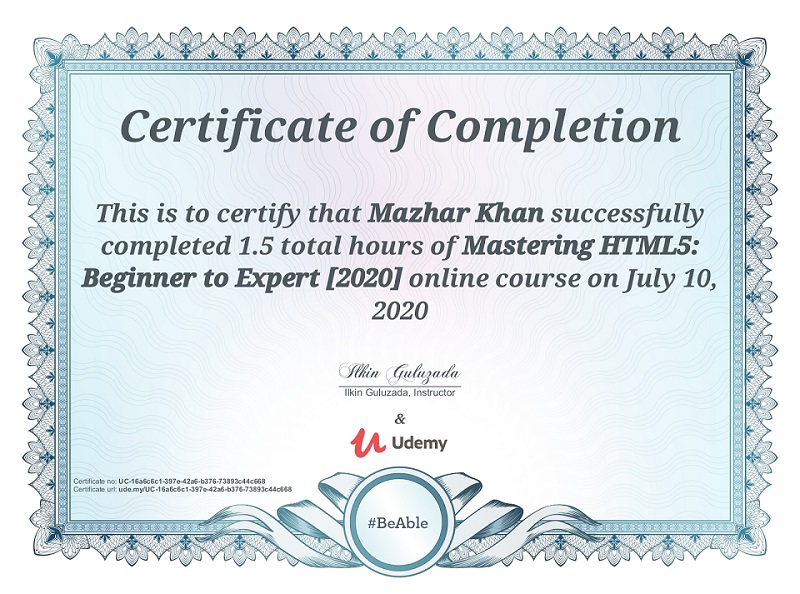 Certificate of Completion
This is to certify that Mazhar Khan successfully
completed 1.5 total hours of Mastering HTML5:
Beginner to Expert [2020] online course on July 10,
2020
Ilkin Guluzada
Ilkin Guluzada, Instructor
&
Udemy
Certificate no: UC-16a6c6c1-397e-42a6-b376-73893c44c668
Certificate url: ude.my/UC-16a6c6c1-397e-42a6-b376-73893c44c668
#BeAble